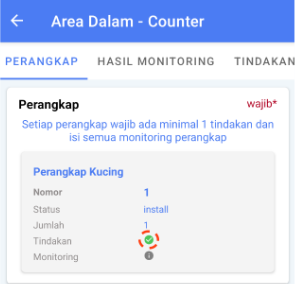 Area Dalam - Counter
PERANGKAP HASIL MONITORING TINDAKAN
Perangkap wajib*
Setiap perangkap wajib ada minimal 1 tindakan dan
isi semua monitoring perangkap
Perangkap Kucing
Nomor 1
Status install
Jumlah 1
Tindakan
Monitoring